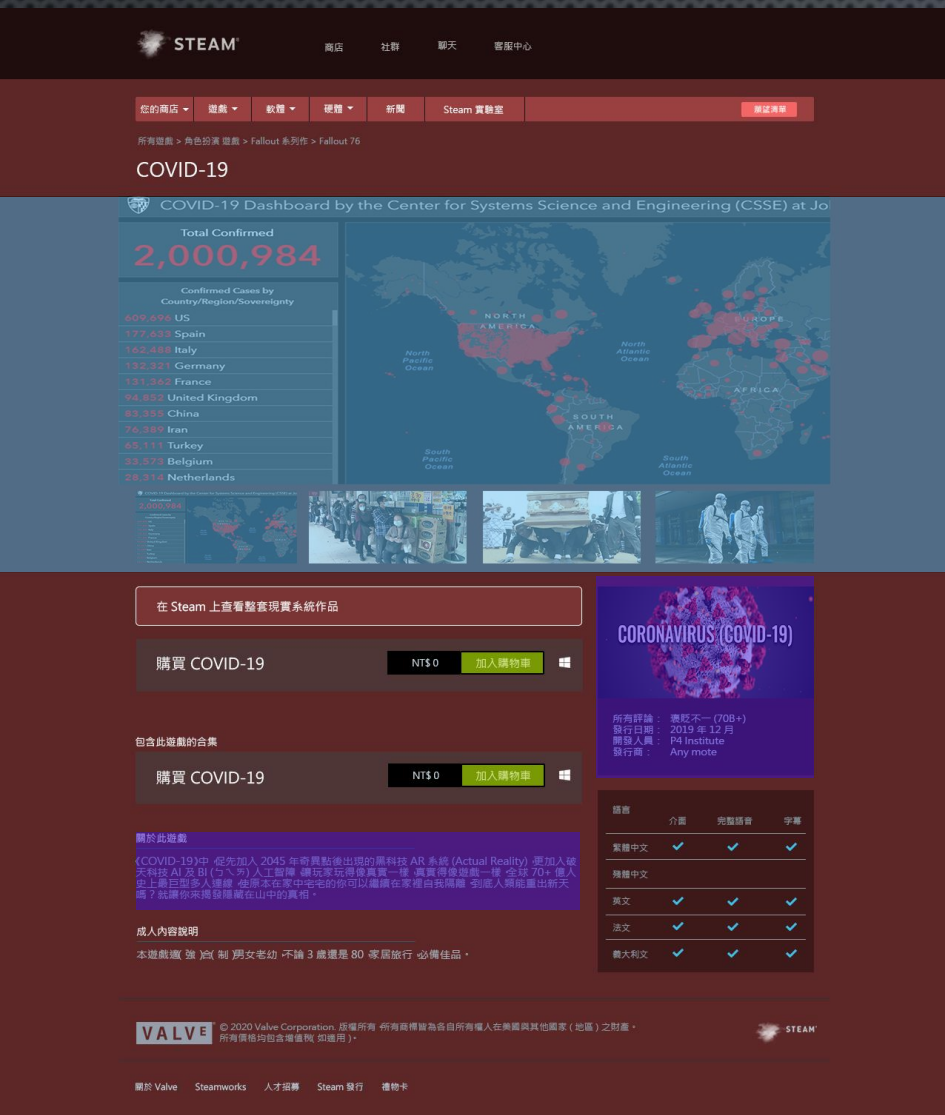 STEAM
商店 社群 聊天 客服中心
您的商店 遊戲 軟體 硬體 新聞 Steam 實驗室 願望清單
所有遊戲 > 角色扮演 遊戲 > Fallout 系列作 > Fallout 76
COVID-19
COVID-19 Dashboard by the Center for Systems Science and Engineering (CSSE) at Jo
Total Confirmed
2,000,984
Confirmed Cases by
Country/Region/Sovereignty
609,696 US
177,633 Spain
162,488 Italy
132,321 Germany
131,362 France
94,852 United Kingdom
83,355 China
76,389 Iran
65,111 Turkey
33,573 Belgium
28,314 Netherlands
NORTH
AMERICA
EUROPE
North
Pacific
Ocean
North
Atlantic
Ocean
AFRICA
SOUTH
AMERICA
South
Pacific
Ocean
South
Atlantic
Ocean
2,000,984
在 Steam 上查看整套現實系統作品
購買 COVID-19
NT$ 0 加入購物車
包含此遊戲的合集
購買 COVID-19
NT$ 0 加入購物車
CORONAVIRUS (COVID-19)
所有評論： 褒貶不一 (70B+)
發行日期： 2019 年 12 月
開發人員： P4 Institute
發行商： Any mote
語言
介面 完整語音 字幕
繁體中文
殘體中文
英文
法文
義大利文
關於此遊戲
《COVID-19》中，從先加入 2045 年奇異點後出現的黑科技 AR 系統 (Actual Reality)，更加入破
天科技 AI 及 BI (ㄅㄟㄞ) 人工智障，讓玩家玩得像真實一樣，真實得像遊戲一樣，全球 70+ 億人
史上最巨型多人連線，使原本在家中宅宅的你可以繼續在家裡自我隔離，到底人類能重出新天
嗎？就讓你來揭發隱藏在山中的真相。
成人內容說明
本遊戲適( 強 )合( 制 )男女老幼，不論 3 歲還是 80，家居旅行，必備佳品。
VALVE
© 2020 Valve Corporation. 版權所有，所有商標皆為各自所有權人在美國與其他國家 ( 地區 ) 之財產。
所有價格均包含增值稅( 如適用 )。
STEAM
關於 Valve Steamworks 人才招募 Steam 發行 禮物卡